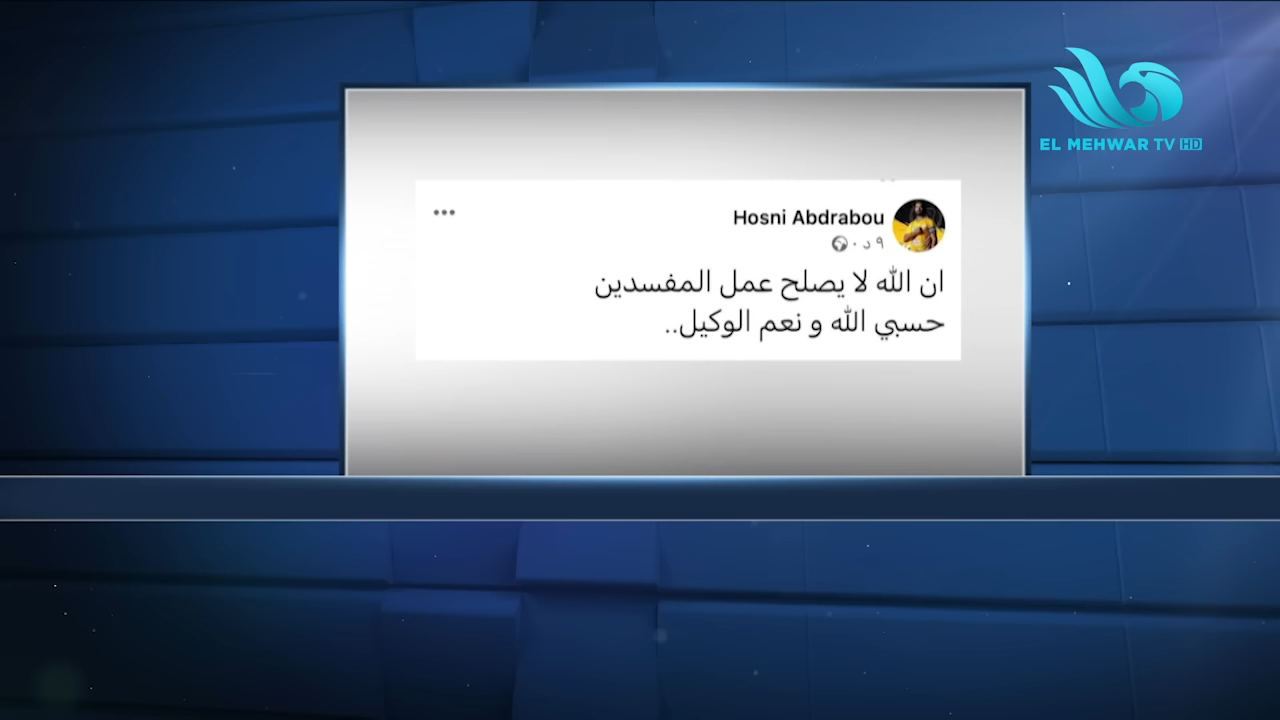 EL MEHWAR TV HD
Hosni Abdrabou
٩ د ·
ان الله لا يصلح عمل المفسدين
حسبي الله و نعم الوكيل..